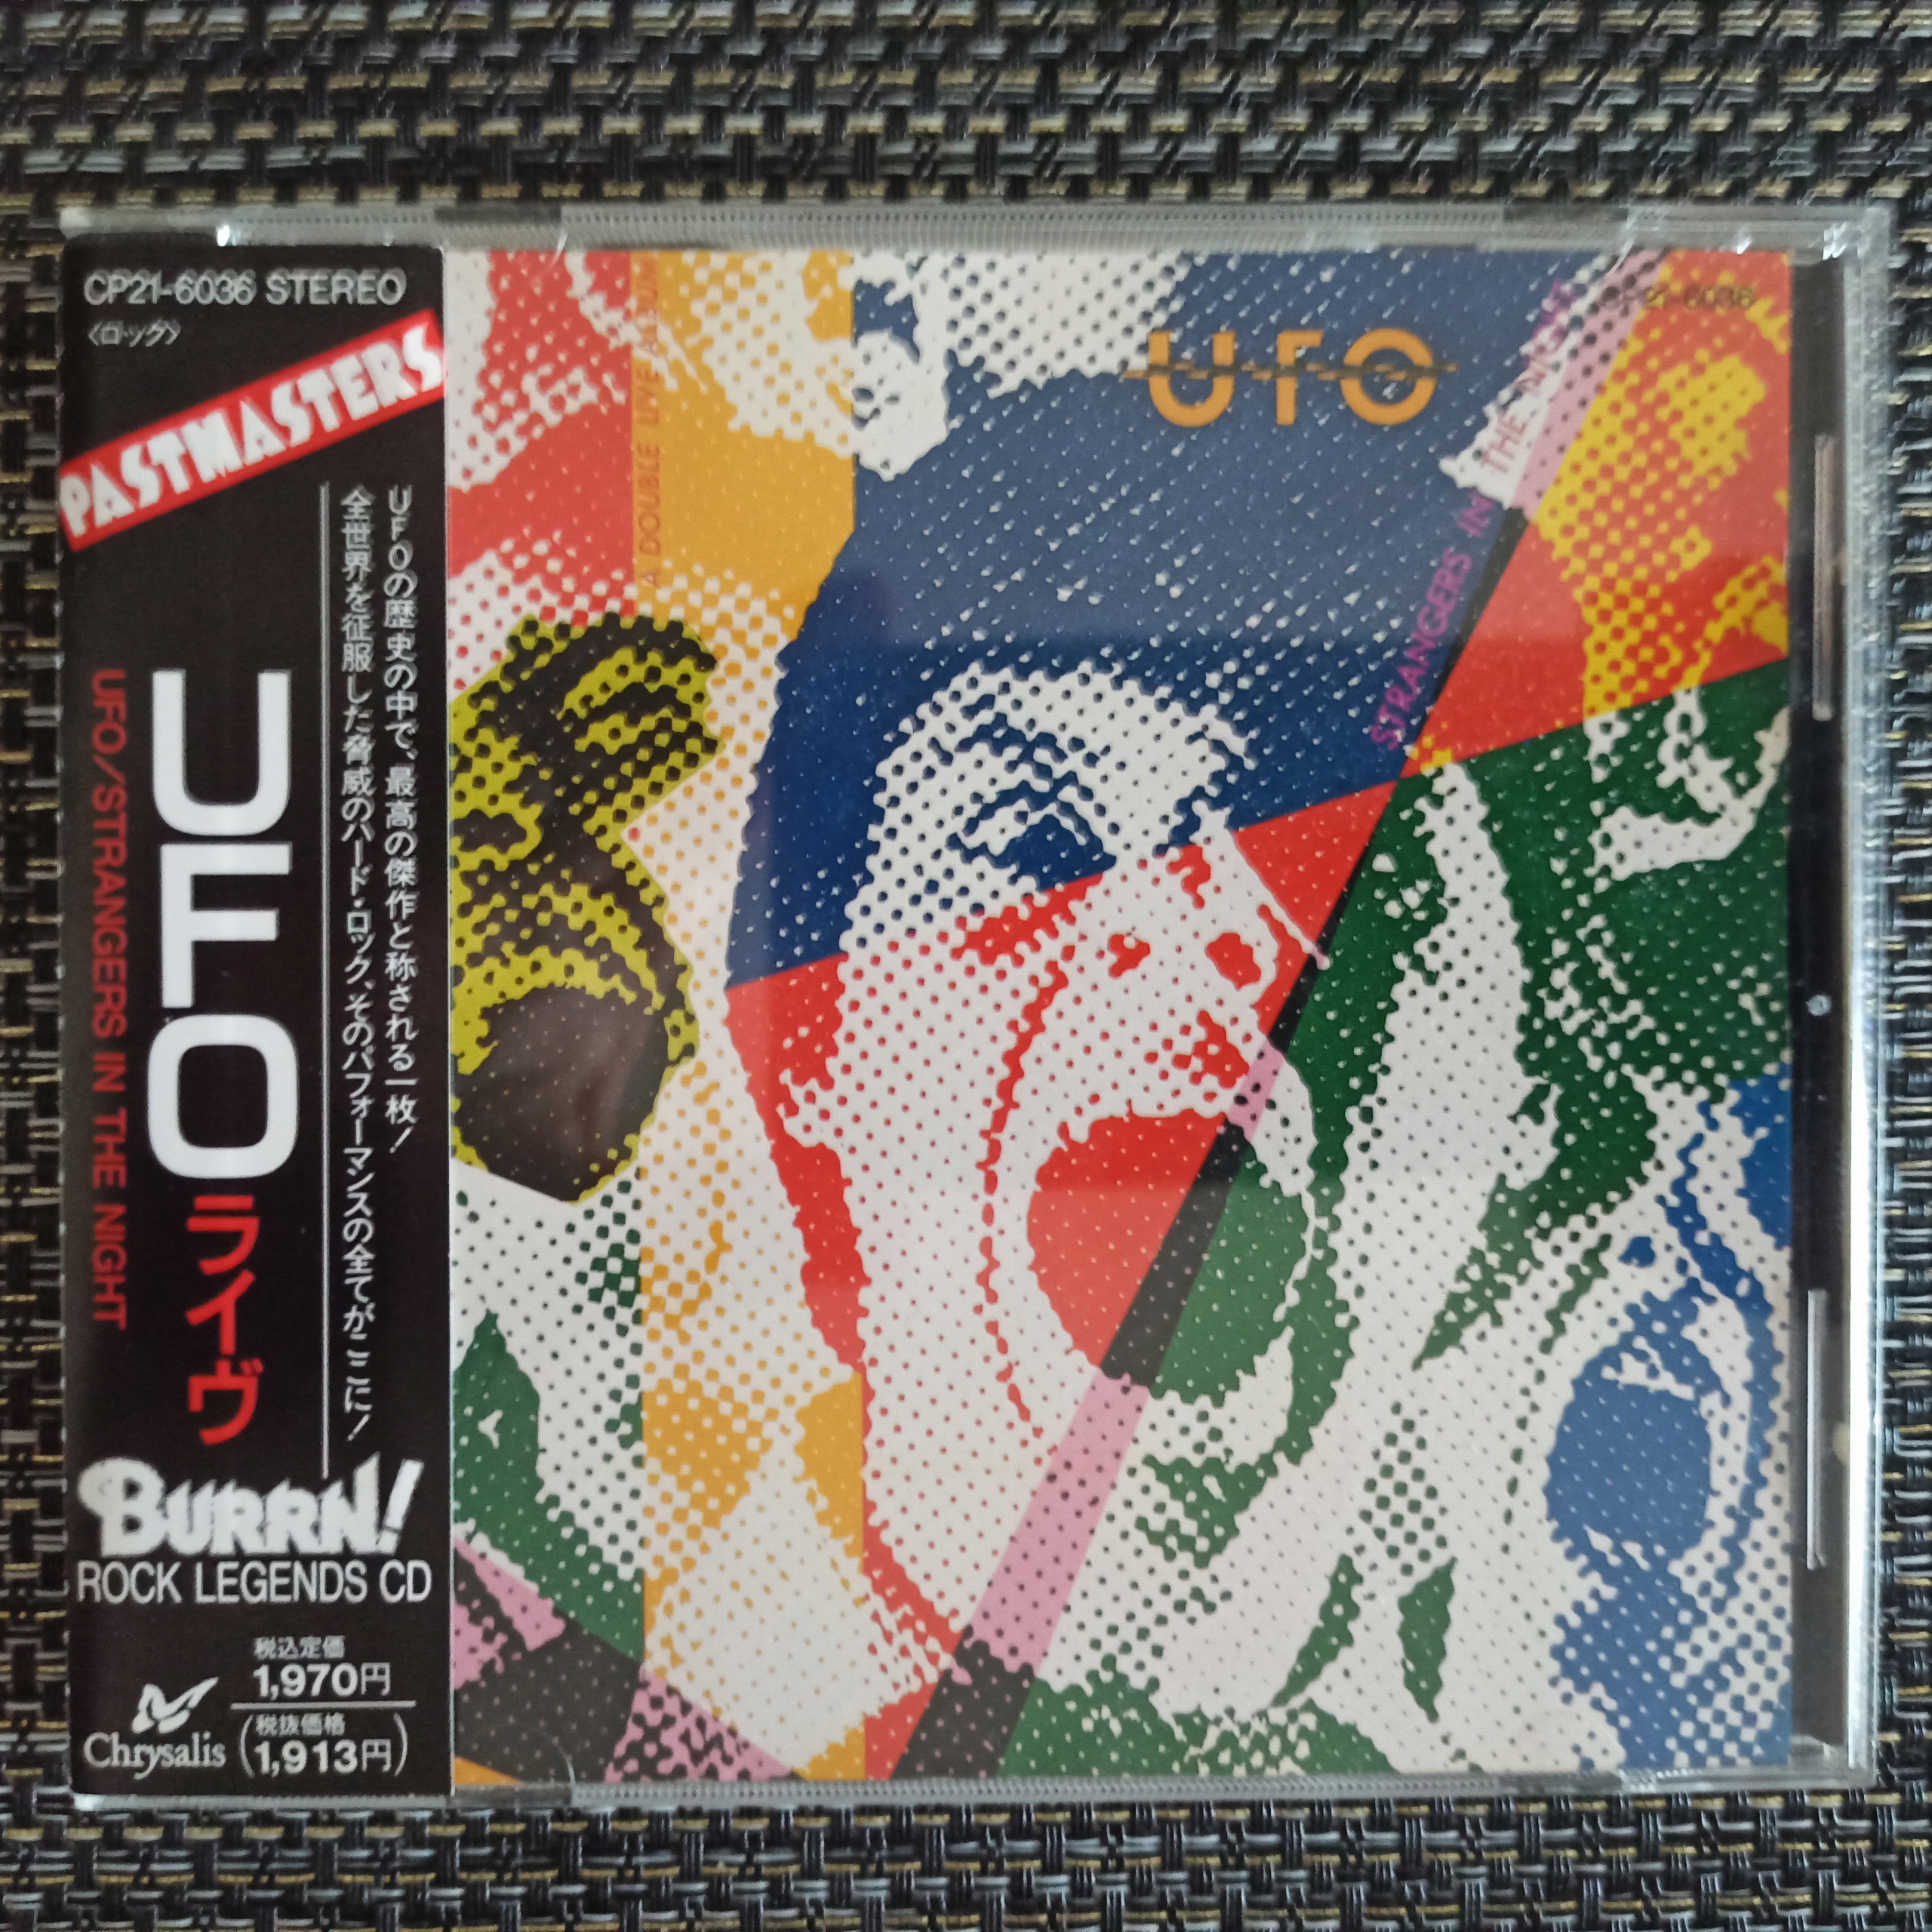 CP21-6036 STEREO
〈ロック〉
PASTMASTERS
UFOの歴史の中で、最高の傑作と称される一枚!
全世界を征服した脅威のハード・ロック、そのパフォーマンスの全てがここに!
UFO ライヴ
UFO/STRANGERS IN THE NIGHT
BURRN!
ROCK LEGENDS CD
税込定価
1,970円
(税抜価格
1,913円)
Chrysalis
A DOUBLE LIVE ALBUM
UFO
STRANGERS IN THE NIGHT
CP21-6036